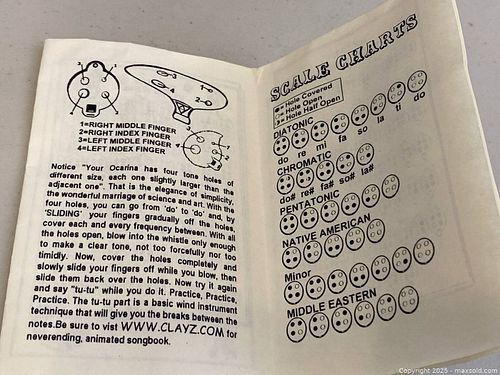 1=RIGHT MIDDLE FINGER
2=RIGHT INDEX FINGER
3=LEFT MIDDLE FINGER
4=LEFT INDEX FINGER
Notice "Your Ocarina has four tone holes of
different size, each one slightly larger than the
adjacent one". That is the elegance of simplicity,
the wonderful marriage of science and art. With the
four holes, you can go from 'do' to do' and, by
'SLIDING' your fingers gradually off the holes,
cover each and every frequency between. With all
the holes open, blow into the whistle only enough
to make a clear tone, not too forcefully nor too
timidly. Now, cover the holes completely and
slowly slide your fingers off while you blow, then
slide them back over the holes. Now try it again
and say "tu-tu" while you do it. Practice, Practice,
Practice. The tu-tu part is a basic wind instrument
technique that will give you the breaks between the
notes.Be sure to visit WWW.CLAYZ.COM for
neverending, animated songbook.
SCALE CHARTS
= Hole Covered
= Hole Open
= Hole Half Open
DIATONIC
do re mi fa so la ti do
CHROMATIC
do# re# fa# so# la#
PENTATONIC
NATIVE AMERICAN
Minor
MIDDLE EASTERN
Copyright 2025 - maxsold.com